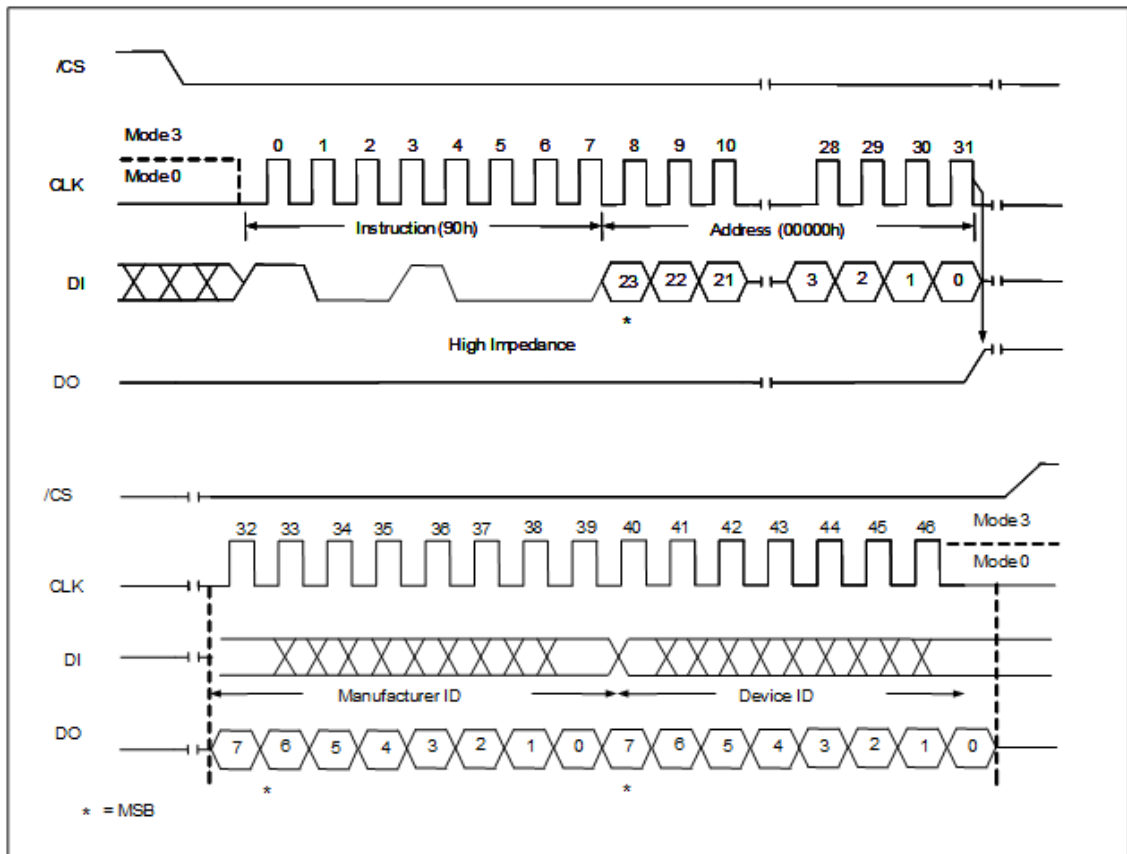 /CS
Mode 3
0 1 2 3 4 5 6 7 8 9 10 28 29 30 31
Mode 0
CLK
Instruction (90h) Address (00000h)
DI 23 22 21 3 2 1 0
*
High Impedance
DO
/CS
32 33 34 35 36 37 38 39 40 41 42 43 44 45 46 Mode 3
Mode 0
CLK
DI
Manufacturer ID Device ID
DO 7 6 5 4 3 2 1 0 7 6 5 4 3 2 1 0
* *
* = MSB